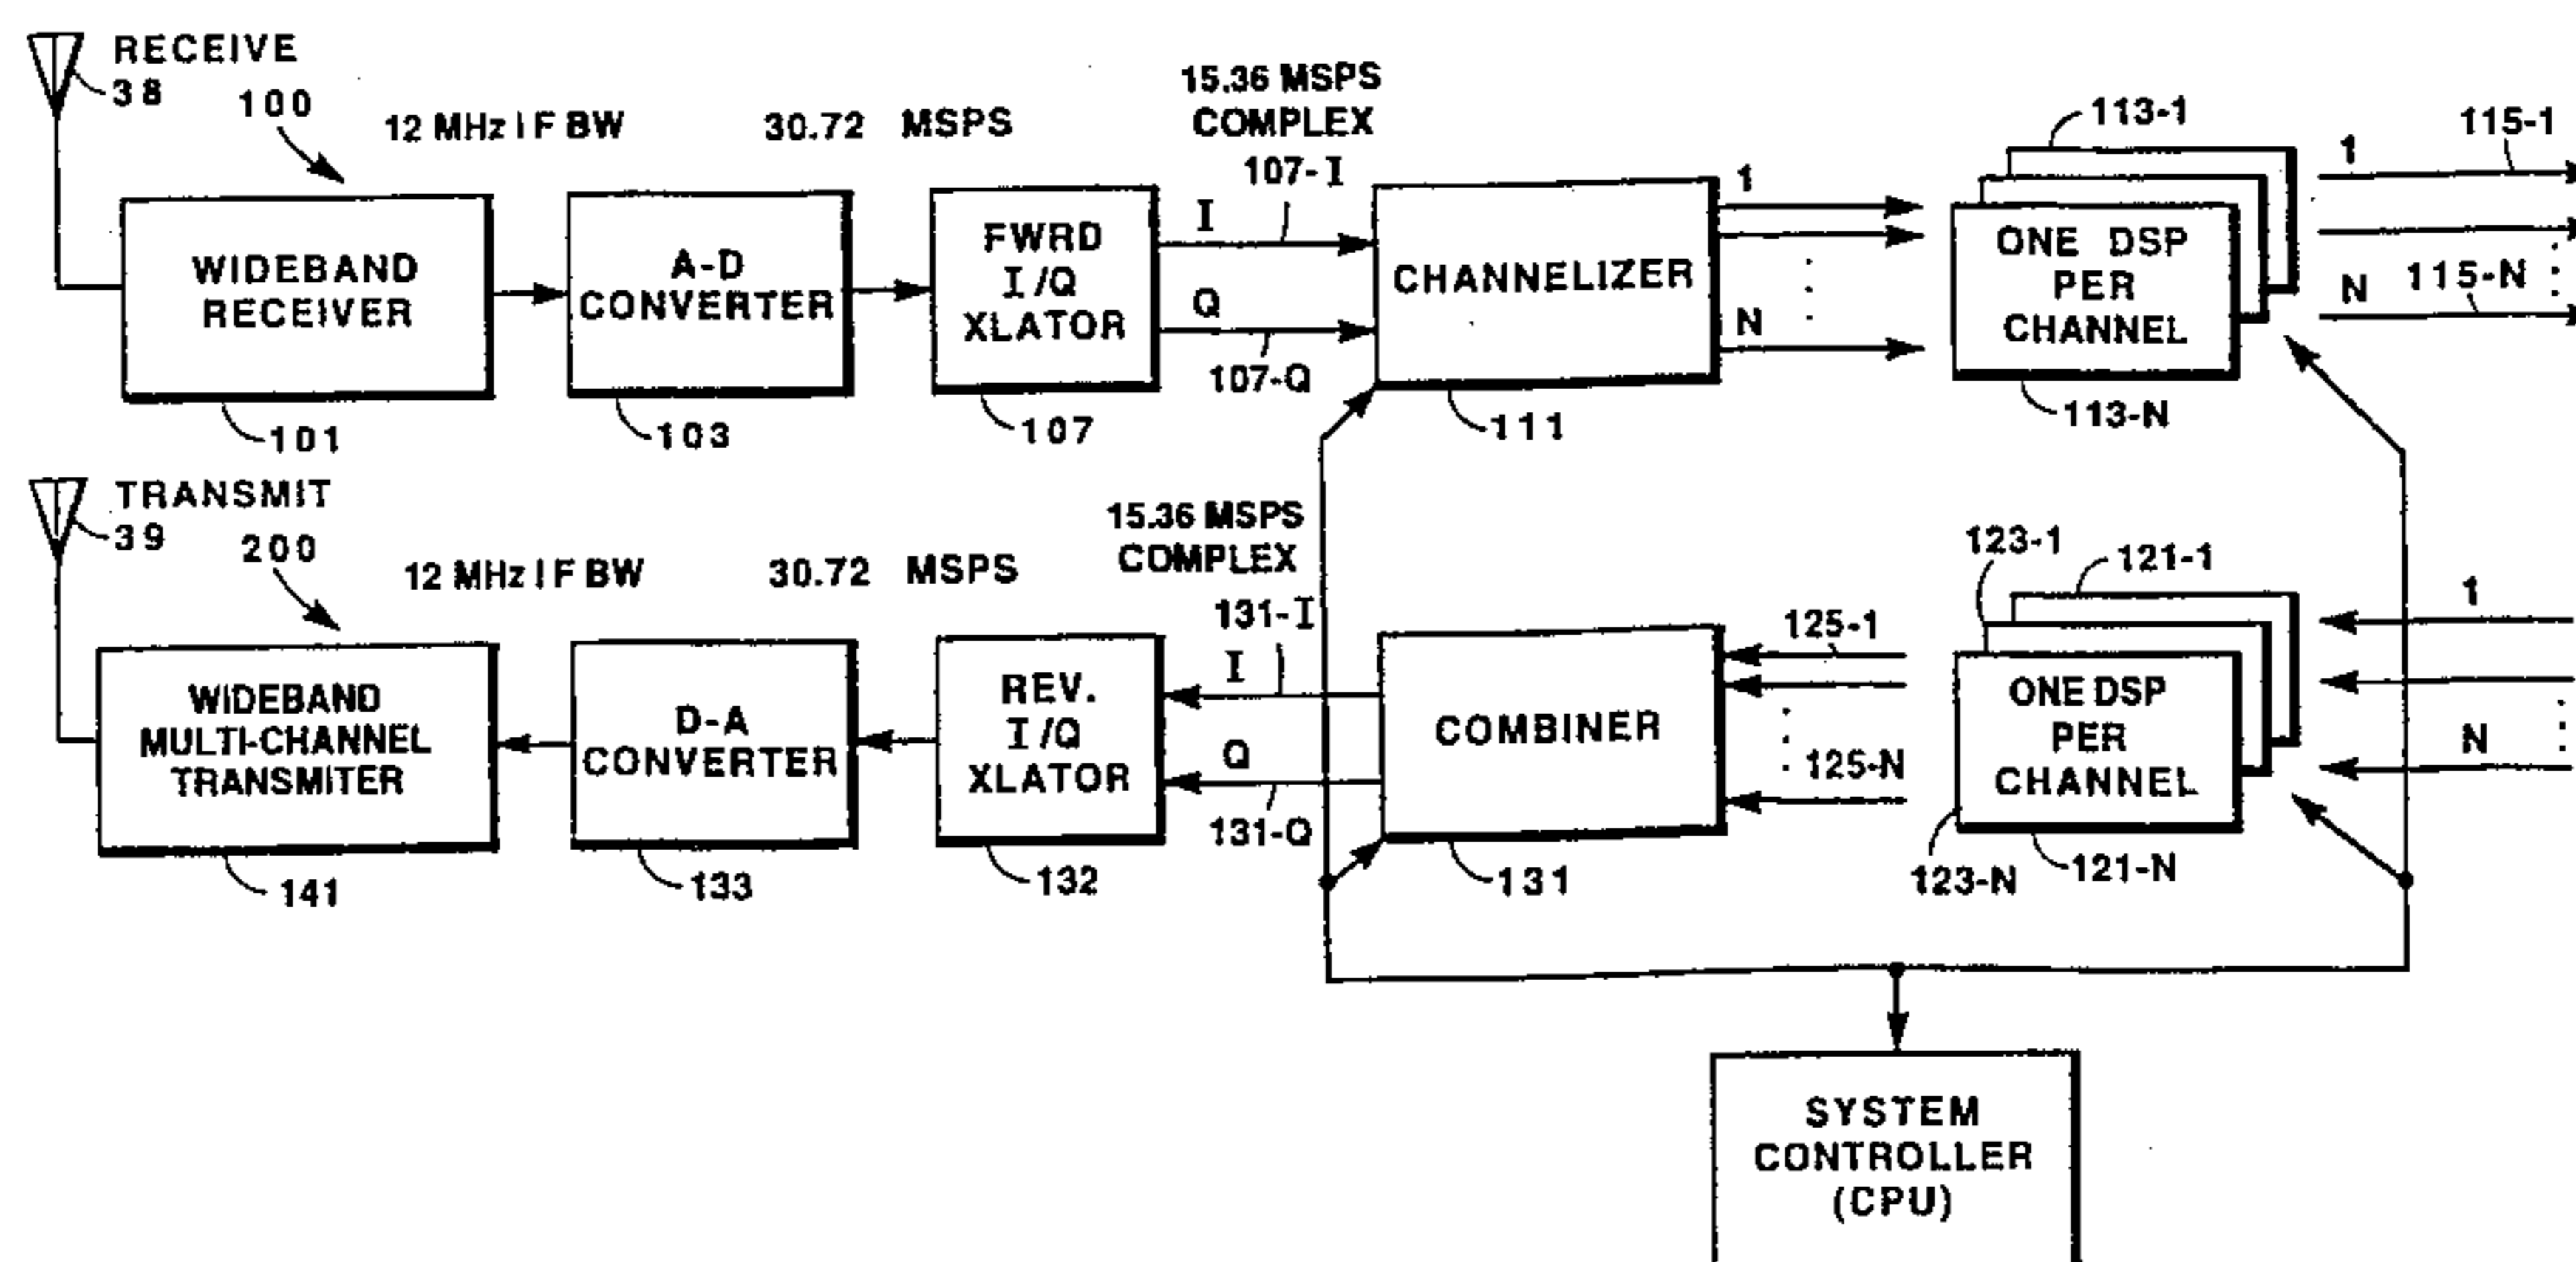 RECEIVE
38
100
12 MHz IF BW
30.72 MSPS
15.36 MSPS
COMPLEX
107-I
I
Q
107-Q
WIDEBAND
RECEIVER
101
A-D
CONVERTER
103
FWRD
I/Q
XLATOR
107
CHANNELIZER
111
1
N
113-1
ONE DSP
PER
CHANNEL
113-N
1
115-1
N
115-N
TRANSMIT
39
200
12 MHz IF BW
30.72 MSPS
15.36 MSPS
COMPLEX
131-I
I
Q
131-Q
WIDEBAND
MULTI-CHANNEL
TRANSMITER
141
D-A
CONVERTER
133
REV.
I/Q
XLATOR
132
COMBINER
131
125-1
125-N
123-1
121-1
ONE DSP
PER
CHANNEL
123-N
121-N
1
N
SYSTEM
CONTROLLER
(CPU)